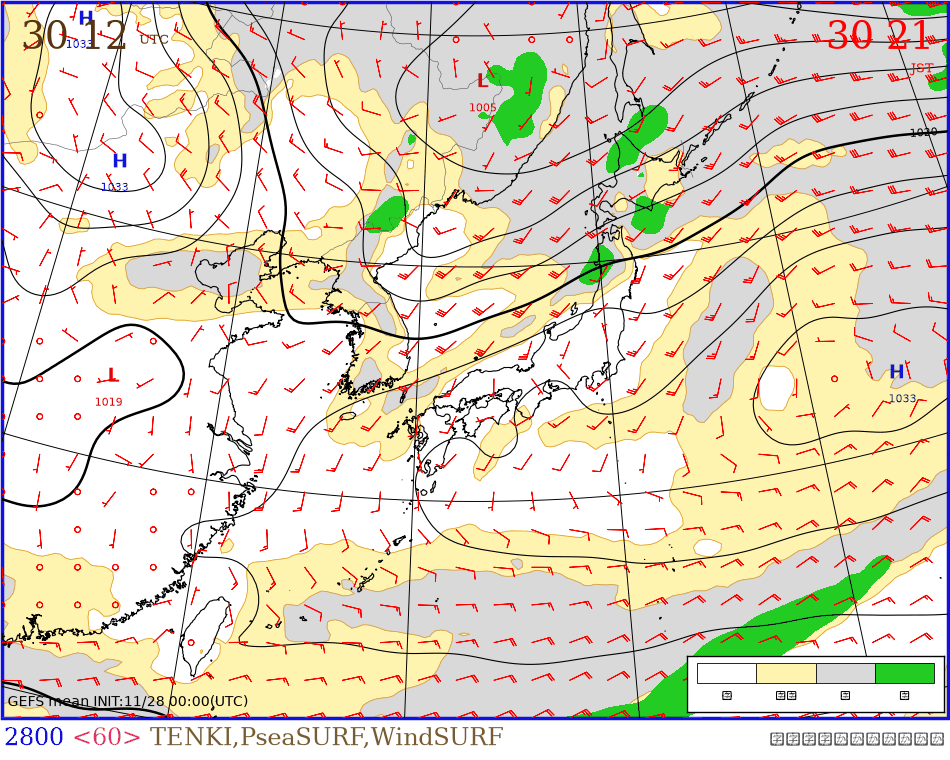 30 12 UTC
30 21
JST
H
1033
L
1005
1020
H
1033
L
1019
H
1033
GEFS mean INIT:11/28 00:00(UTC)
2800 <60> TENKI,PseaSURF,WindSURF